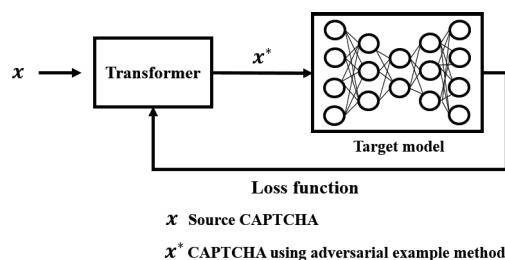 x
Transformer
x*
Target model
Loss function
x Source CAPTCHA
x* CAPTCHA using adversarial example method